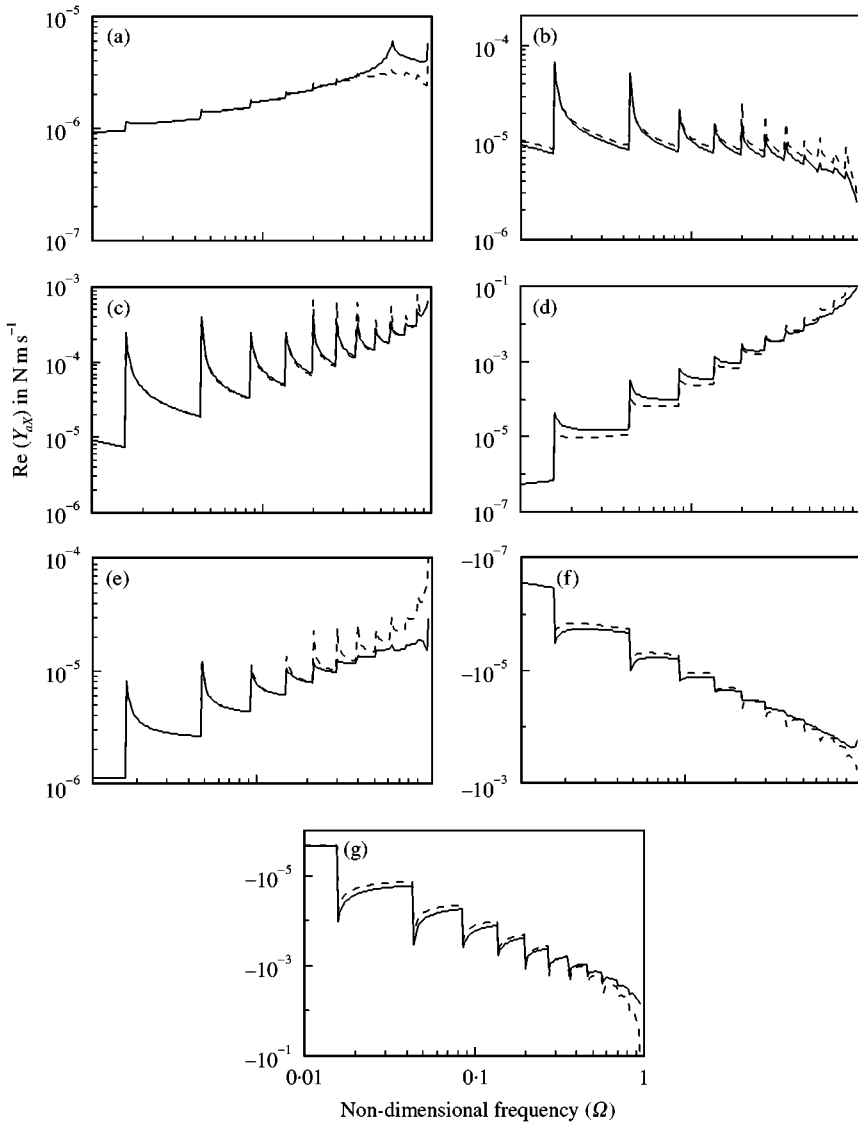 10⁻⁵
(a)
10⁻⁶
10⁻⁷
10⁻⁴
(b)
10⁻⁵
10⁻⁶
10⁻³
(c)
10⁻⁴
10⁻⁵
10⁻⁶
10⁻¹
(d)
10⁻³
10⁻⁵
10⁻⁷
Re (Y_{aX}) in N m s⁻¹
10⁻⁴
(e)
10⁻⁵
10⁻⁶
−10⁻⁷
(f)
−10⁻⁵
−10⁻³
(g)
−10⁻⁵
−10⁻³
−10⁻¹
0·01 0·1 1
Non-dimensional frequency (Ω)